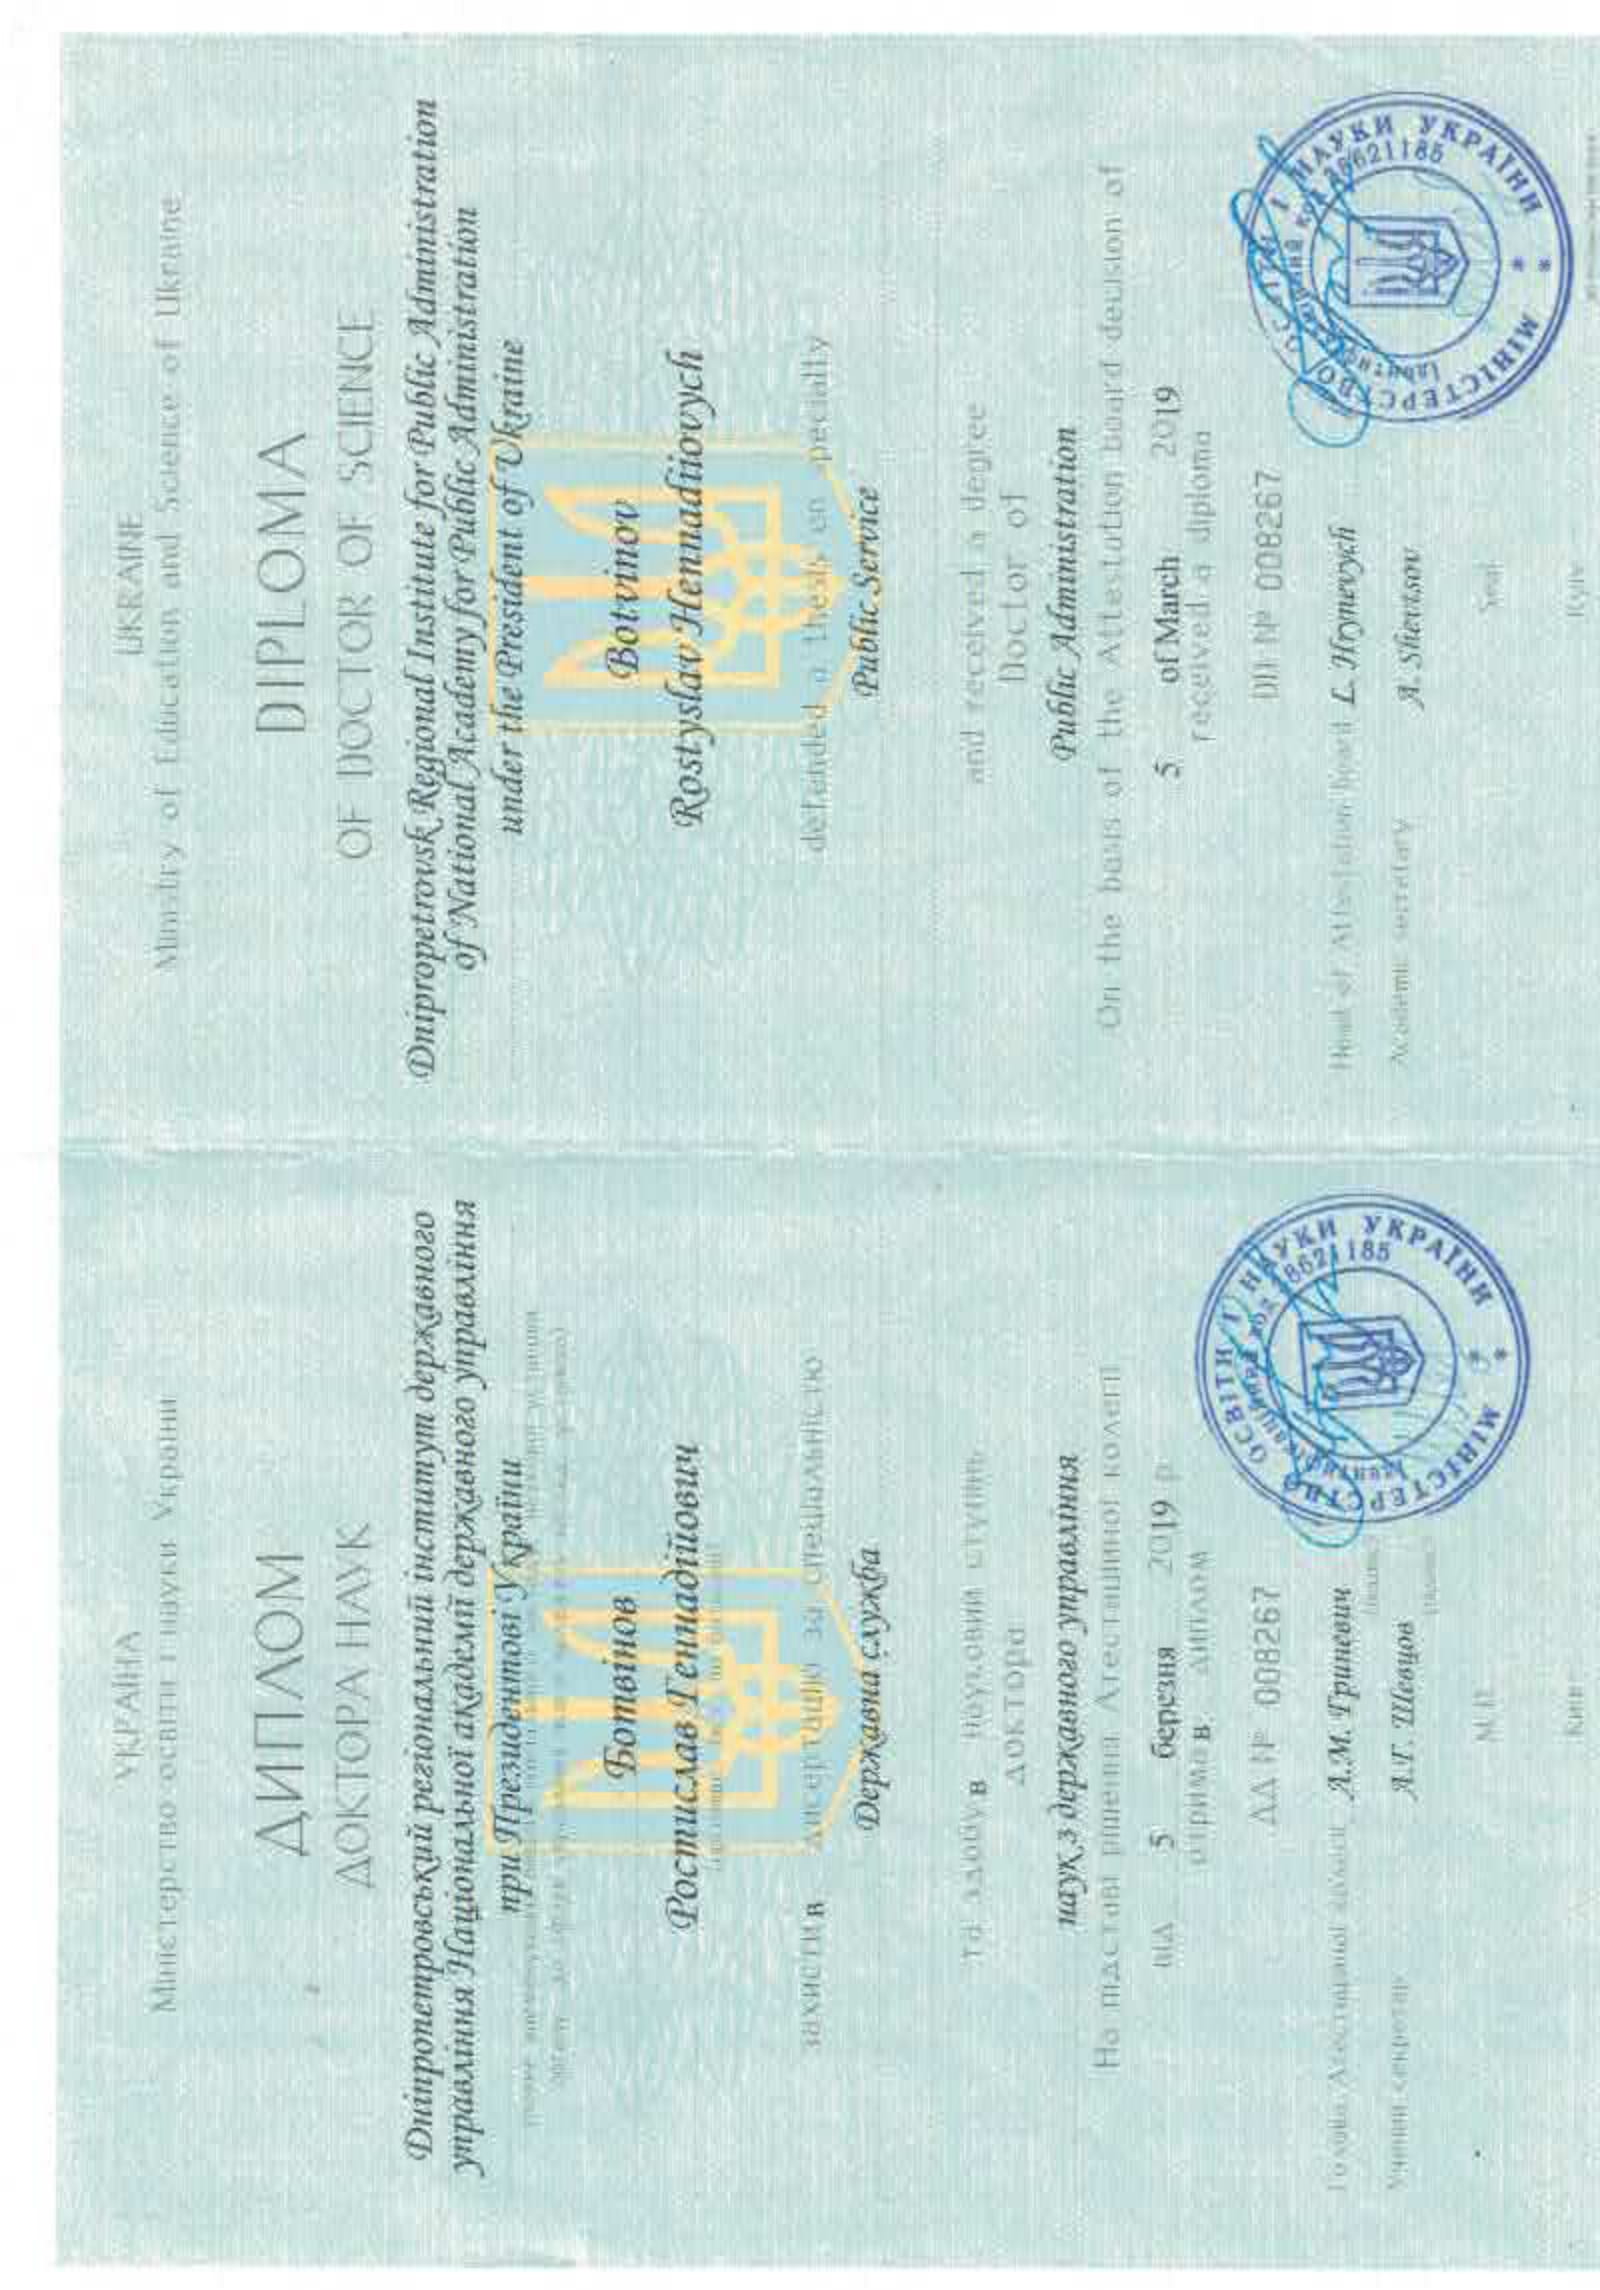 УКРАЇНА
Міністерство освіти і науки України
ДИПЛОМ
ДОКТОРА НАУК
Дніпропетровський регіональний інститут державного
управління Національної академії державного управління
при Президентові України
Ботвінов
Ростислав Геннадійович
захистив дисертацію за спеціальністю
Державна служба
та здобув науковий ступінь
доктора
наук з державного управління
На підставі рішення Атестаційної колегії
від 5 березня 2019 р
отримав диплом
ДД № 008267
Голова Атестаційної колегії А.М. Гриневич
(підпис)
Учений секретар А.Г. Шевцов
(підпис)
М.П.
Київ
МІНІСТЕРСТВО ОСВІТИ І НАУКИ УКРАЇНИ
Ідентифікаційний код 38621185
UKRAINE
Ministry of Education and Science of Ukraine
DIPLOMA
OF DOCTOR OF SCIENCE
Dnipropetrovsk Regional Institute for Public Administration
of National Academy for Public Administration
under the President of Ukraine
Botvinov
Rostyslav Hennadiiovych
defended a thesis on specialty
Public Service
and received a degree
Doctor of
Public Administration
On the basis of the Attestation board decision of
5 of March 2019
received a diploma
DD № 008267
Head of Attestation board L. Hrynevych
Academic secretary A. Shevtsov
Seal
Kyiv
МІНІСТЕРСТВО ОСВІТИ І НАУКИ УКРАЇНИ
Ідентифікаційний код 38621185